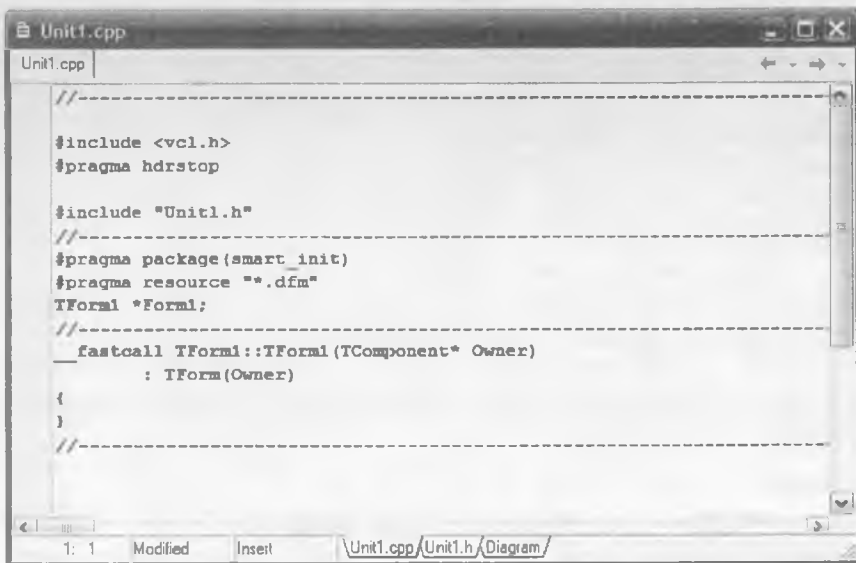 Unit1.cpp
Unit1.cpp
//---------------------------------------------------------------------------
#include <vcl.h>
#pragma hdrstop
#include "Unit1.h"
//---------------------------------------------------------------------------
#pragma package(smart_init)
#pragma resource "*.dfm"
TForm1 *Form1;
//---------------------------------------------------------------------------
__fastcall TForm1::TForm1(TComponent* Owner)
: TForm(Owner)
{
}
//---------------------------------------------------------------------------
1: 1 Modified Insert \Unit1.cpp/Unit1.h/Diagram/